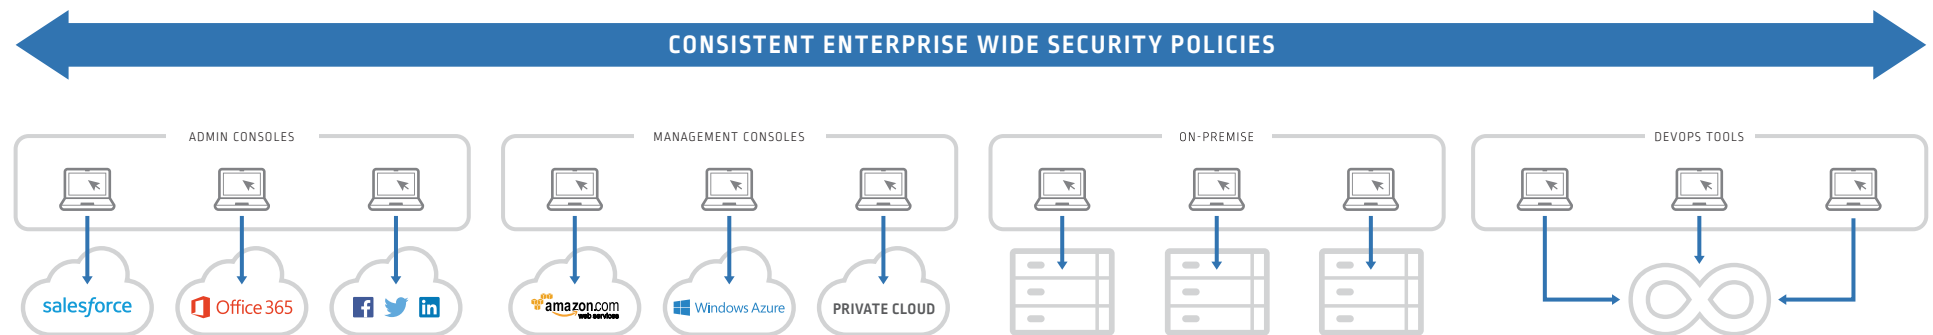 CONSISTENT ENTERPRISE WIDE SECURITY POLICIES
ADMIN CONSOLES
MANAGEMENT CONSOLES
ON-PREMISE
DEVOPS TOOLS
salesforce
Office 365
f
in
amazon.com
web services
Windows Azure
PRIVATE CLOUD